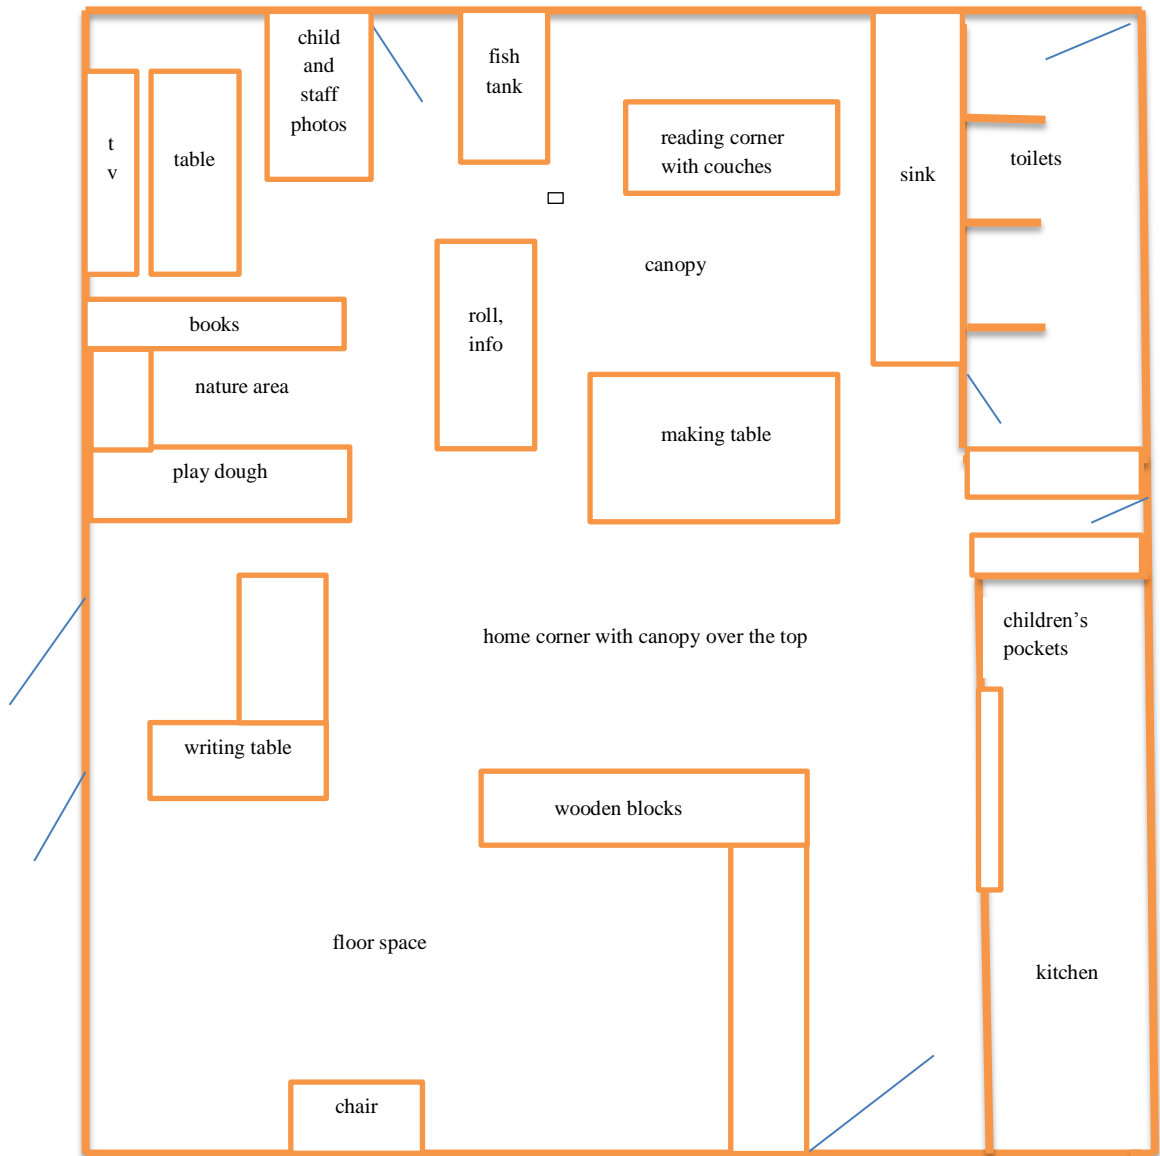 child
and
staff
photos
fish
tank
t
v
table
reading corner
with couches
sink
toilets
canopy
books
roll,
info
nature area
making table
play dough
home corner with canopy over the top
children’s
pockets
writing table
wooden blocks
floor space
kitchen
chair